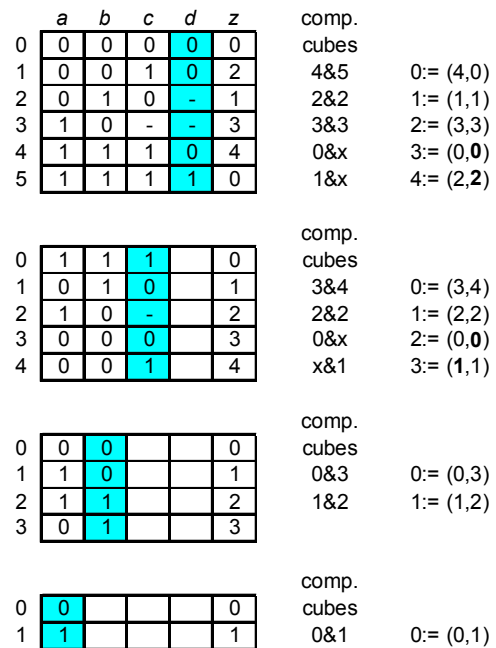 a b c d z comp.
0 0 0 0 0 0 cubes
1 0 0 1 0 2 4&5 0:= (4,0)
2 0 1 0 - 1 2&2 1:= (1,1)
3 1 0 - - 3 3&3 2:= (3,3)
4 1 1 1 0 4 0&x 3:= (0,0)
5 1 1 1 1 0 1&x 4:= (2,2)
comp.
0 1 1 1 0 cubes
1 0 1 0 1 3&4 0:= (3,4)
2 1 0 - 2 2&2 1:= (2,2)
3 0 0 0 3 0&x 2:= (0,0)
4 0 0 1 4 x&1 3:= (1,1)
comp.
0 0 0 0 cubes
1 1 0 1 0&3 0:= (0,3)
2 1 1 2 1&2 1:= (1,2)
3 0 1 3
comp.
0 0 0 cubes
1 1 1 0&1 0:= (0,1)